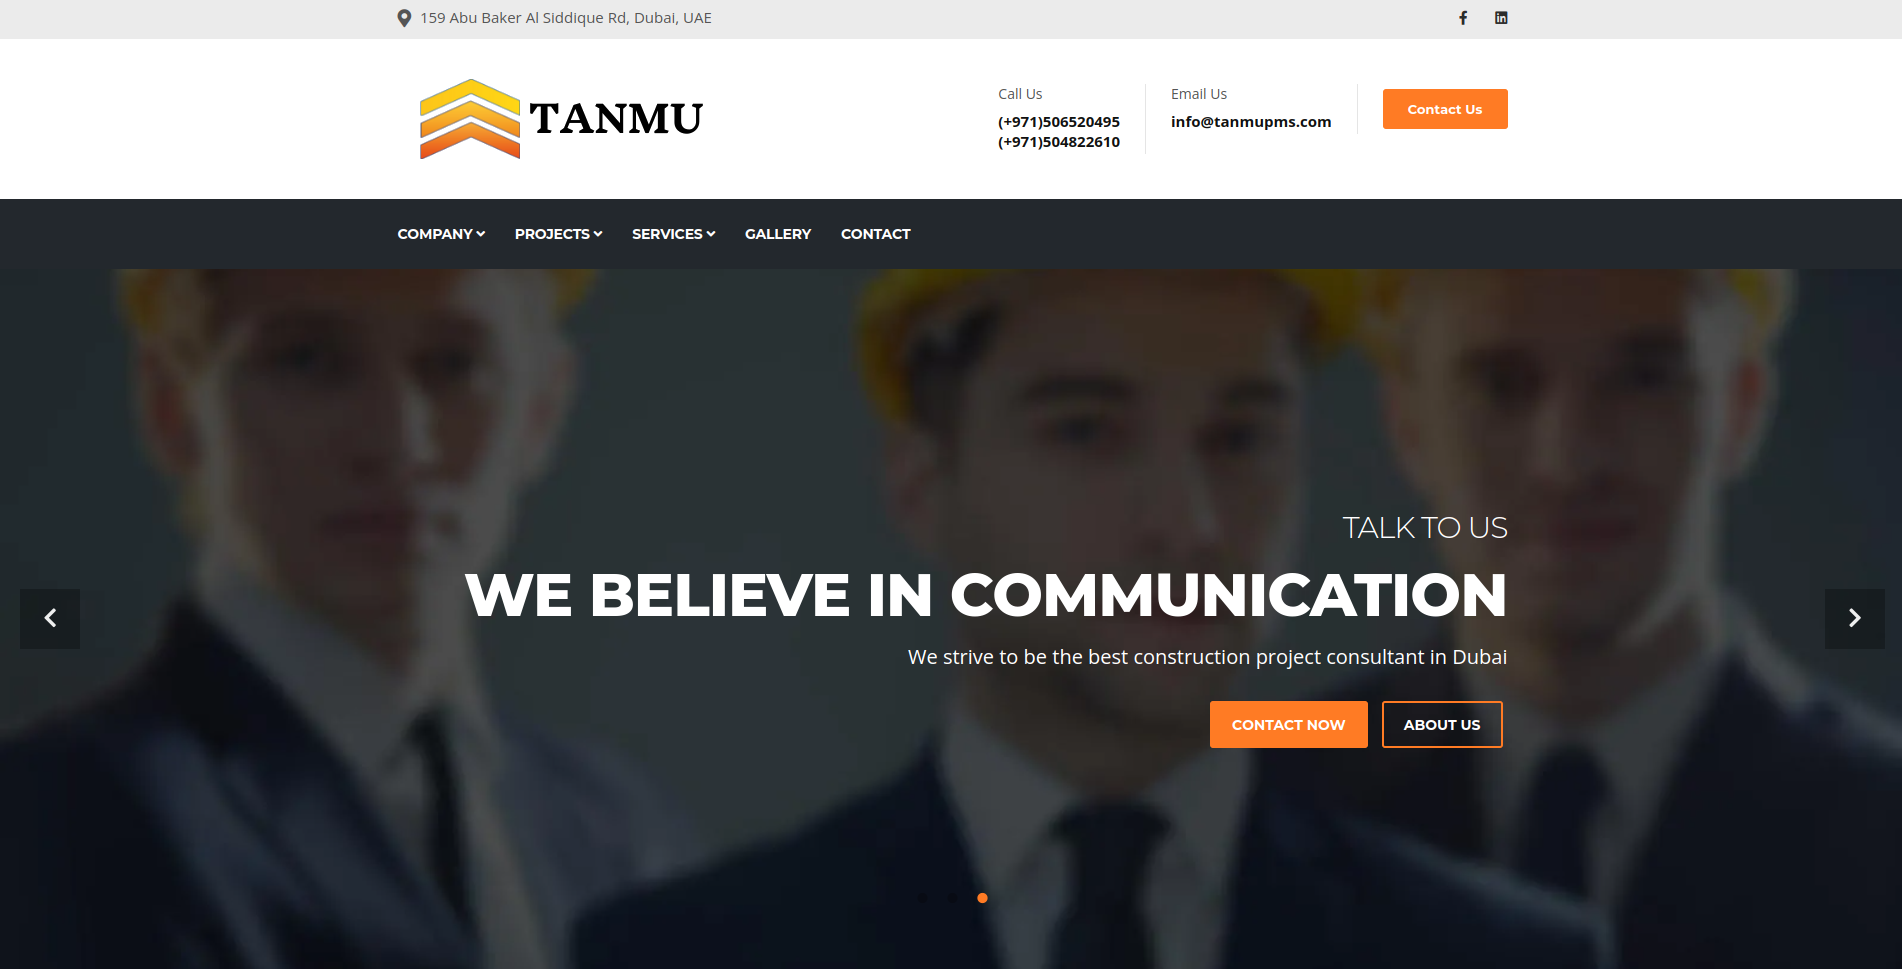 159 Abu Baker Al Siddique Rd, Dubai, UAE
TANMU
Call Us
(+971)506520495
(+971)504822610
Email Us
info@tanmupms.com
Contact Us
COMPANY
PROJECTS
SERVICES
GALLERY
CONTACT
TALK TO US
WE BELIEVE IN COMMUNICATION
We strive to be the best construction project consultant in Dubai
CONTACT NOW
ABOUT US